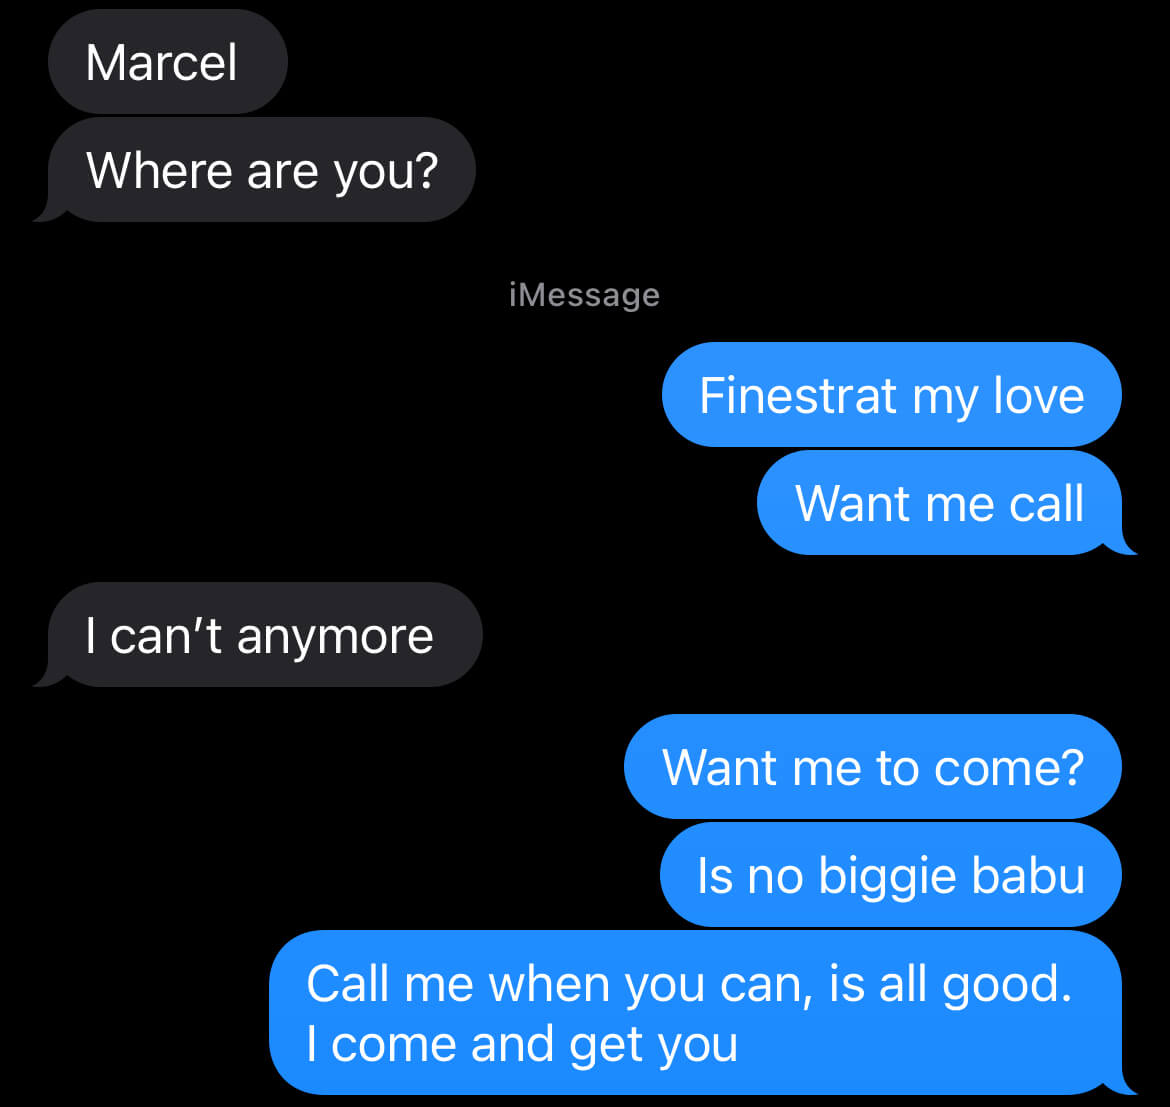 Marcel
Where are you?
iMessage
Finestrat my love
Want me call
I can’t anymore
Want me to come?
Is no biggie babu
Call me when you can, is all good.
I come and get you